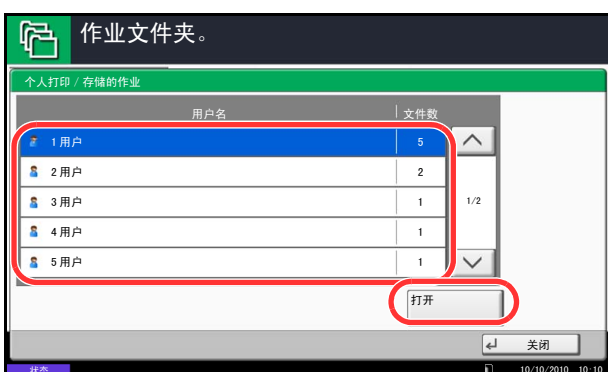 作业文件夹。
个人打印 / 存储的作业
用户名 文件数
1 用户 5
2 用户 2
3 用户 1
1/2
4 用户 1
5 用户 1
打开
关闭
状态 10/10/2010 10:10